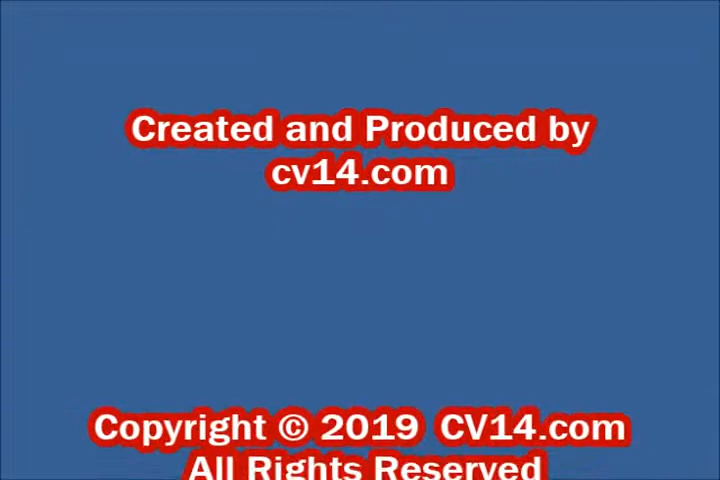 Created and Produced by
cv14.com
Copyright © 2019 CV14.com
All Rights Reserved